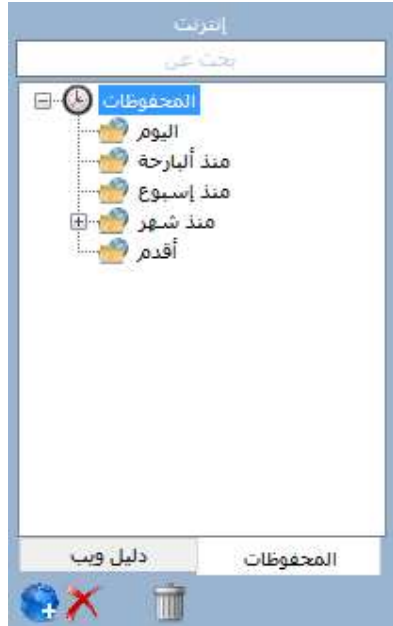 إنترنت
بحث عن
المحفوظات
اليوم
منذ ألبارحة
منذ إسبوع
منذ شهر
أقدم
المحفوظات
دليل ويب